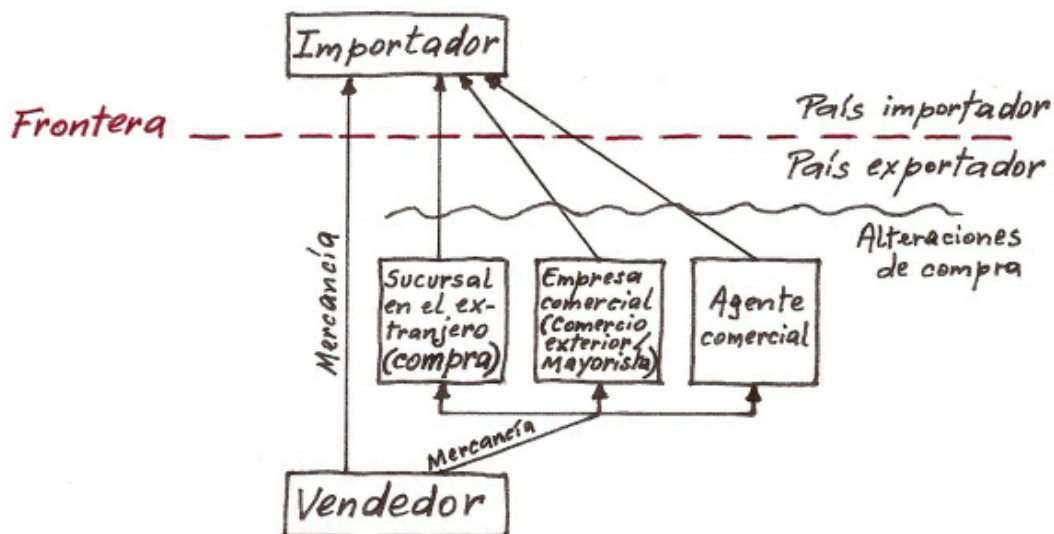 Importador
Frontera
País importador
País exportador
Alteraciones
de compra
Mercancía
Sucursal
en el ex-
tranjero
(compra)
Empresa
comercial
(Comercio
exterior/
Mayorista)
Agente
comercial
Mercancía
Vendedor